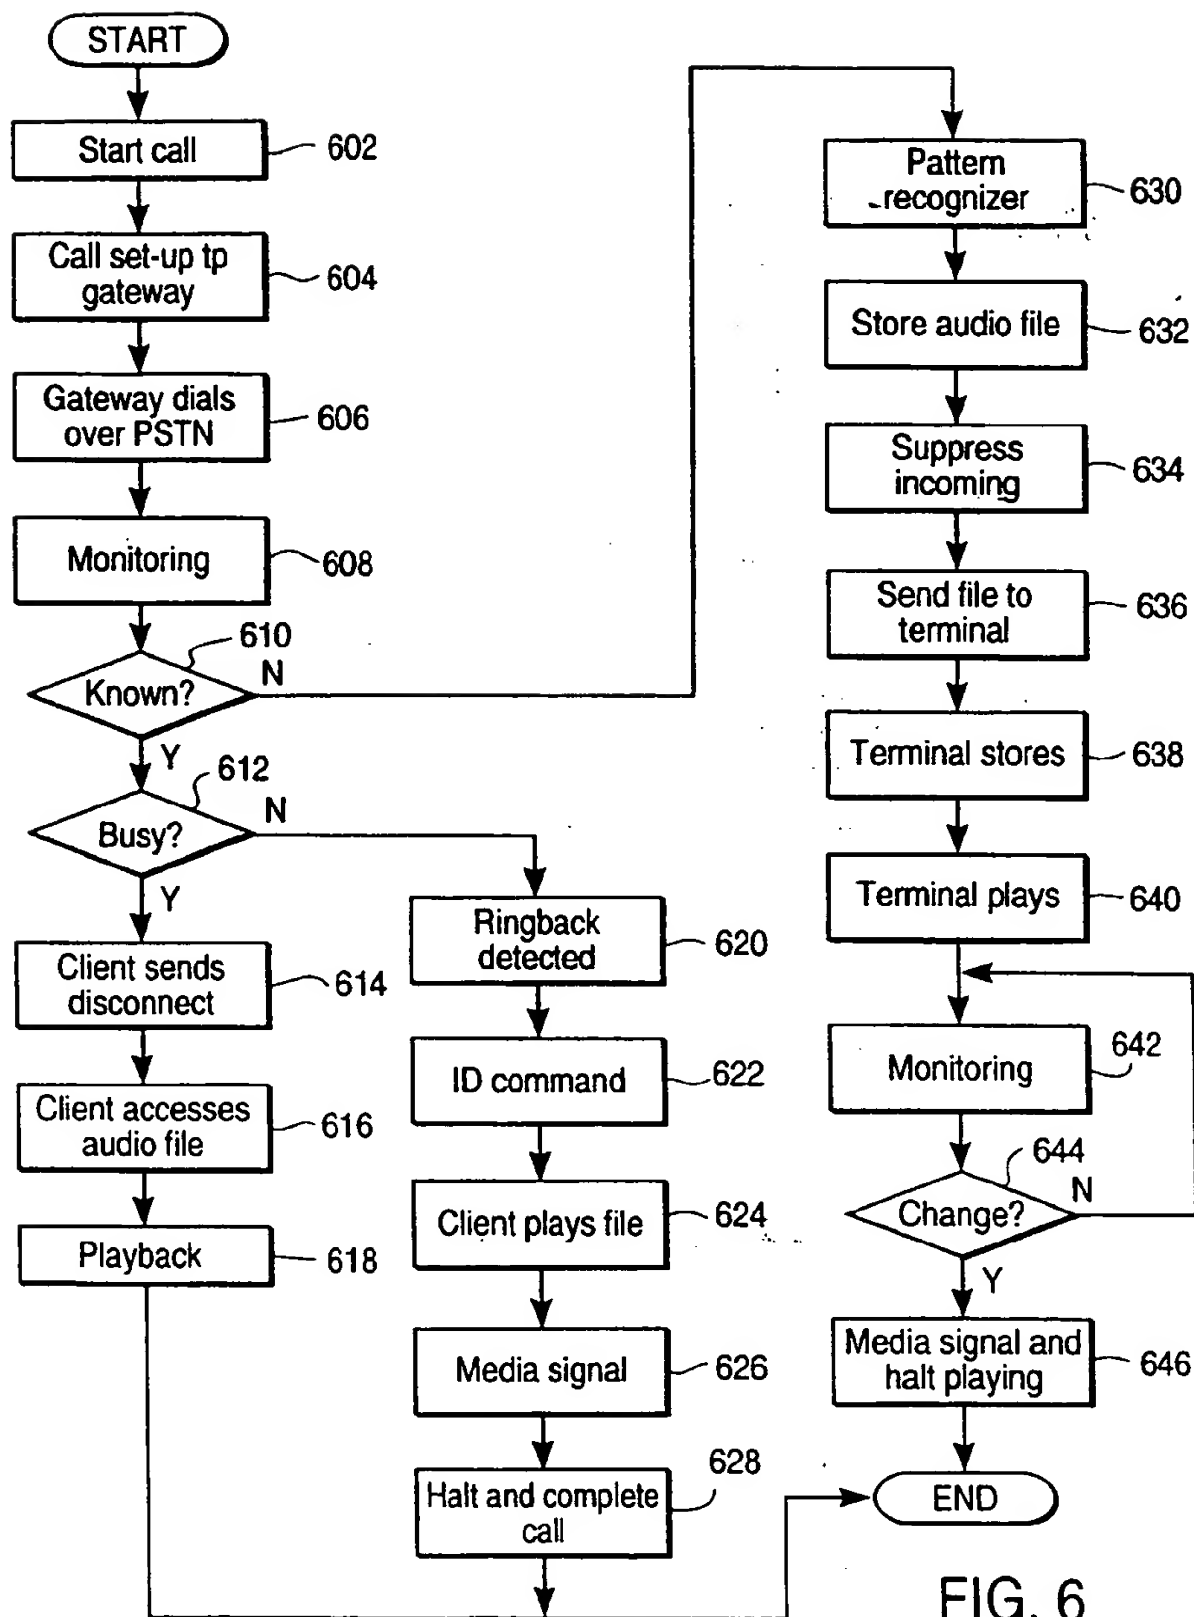 START
Start call
602
Call set-up tp
gateway
604
Gateway dials
over PSTN
606
Monitoring
608
610
Known?
N
Y
612
Busy?
N
Y
Client sends
disconnect
614
Client accesses
audio file
616
Playback
618
Ringback
detected
620
ID command
622
Client plays file
624
Media signal
626
Halt and complete
call
628
Pattern
recognizer
630
Store audio file
632
Suppress
incoming
634
Send file to
terminal
636
Terminal stores
638
Terminal plays
640
Monitoring
642
644
Change?
N
Y
Media signal and
halt playing
646
END
FIG. 6